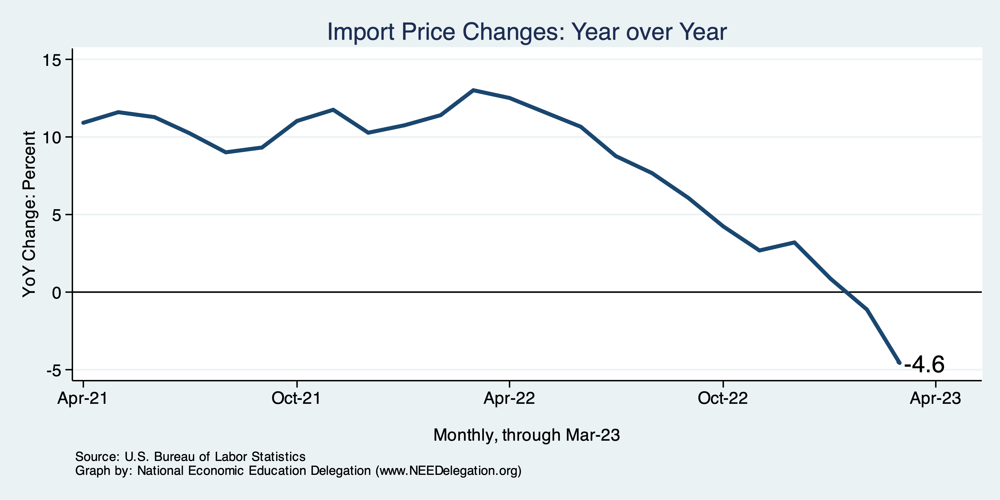 Import Price Changes: Year over Year
YoY Change: Percent
15
10
5
0
-5
-4.6
Apr-21
Oct-21
Apr-22
Oct-22
Apr-23
Monthly, through Mar-23
Source: U.S. Bureau of Labor Statistics
Graph by: National Economic Education Delegation (www.NEEDelegation.org)